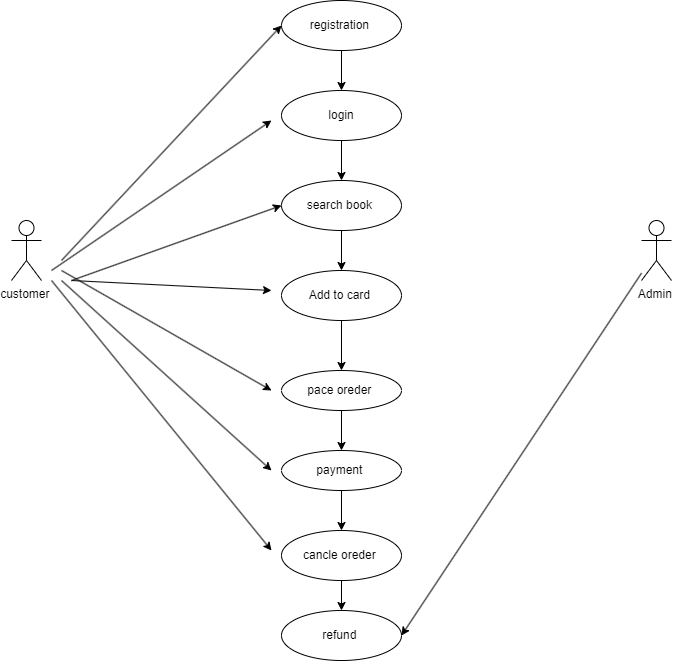 registration
login
search book
customer
Admin
Add to card
pace oreder
payment
cancle oreder
refund